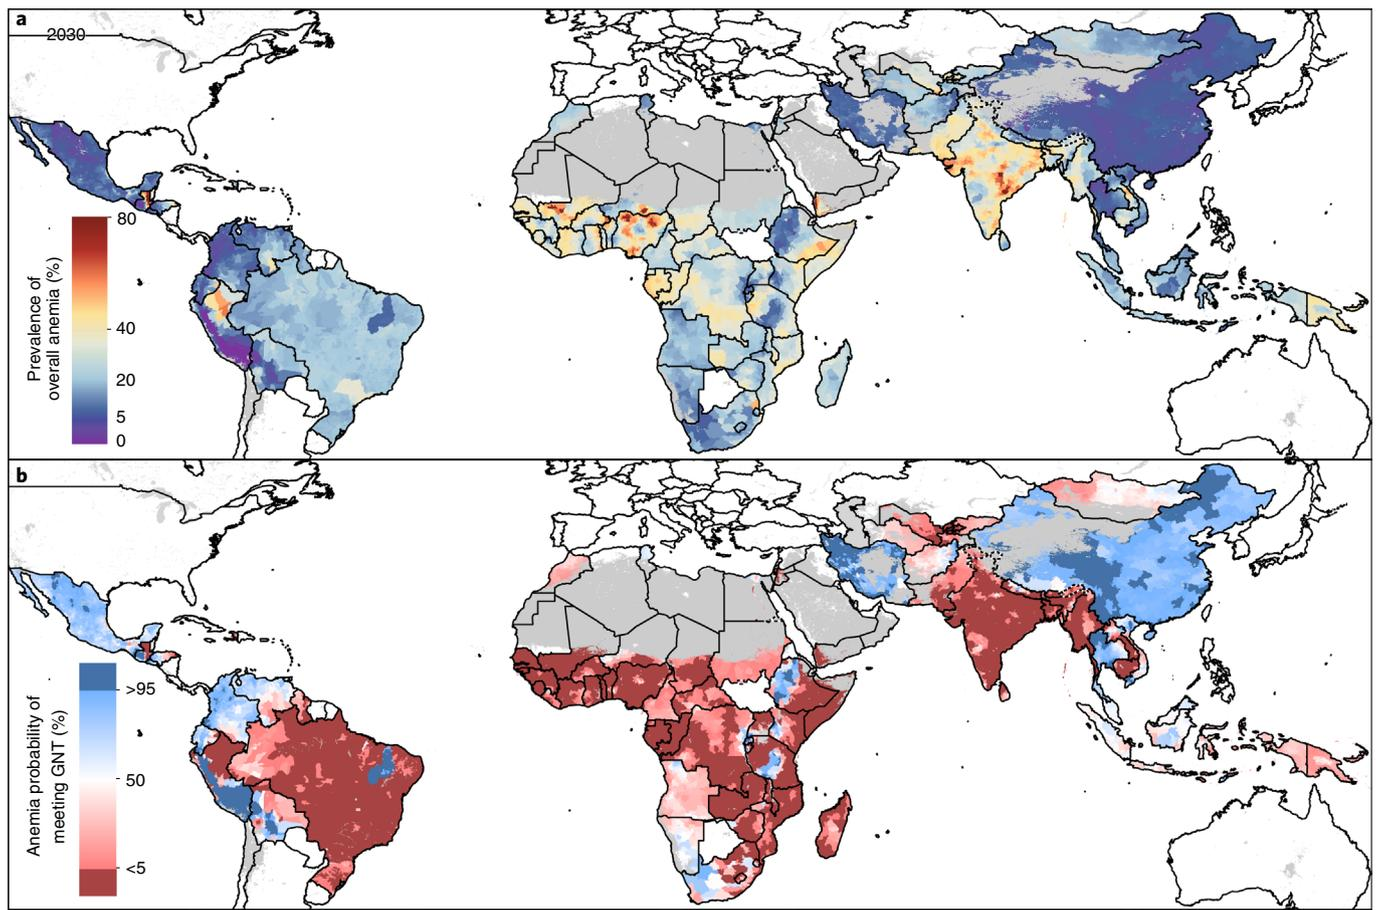 a
2030
80
40
20
5
0
Prevalence of
overall anemia (%)
b
>95
50
<5
Anemia probability of
meeting GNT (%)